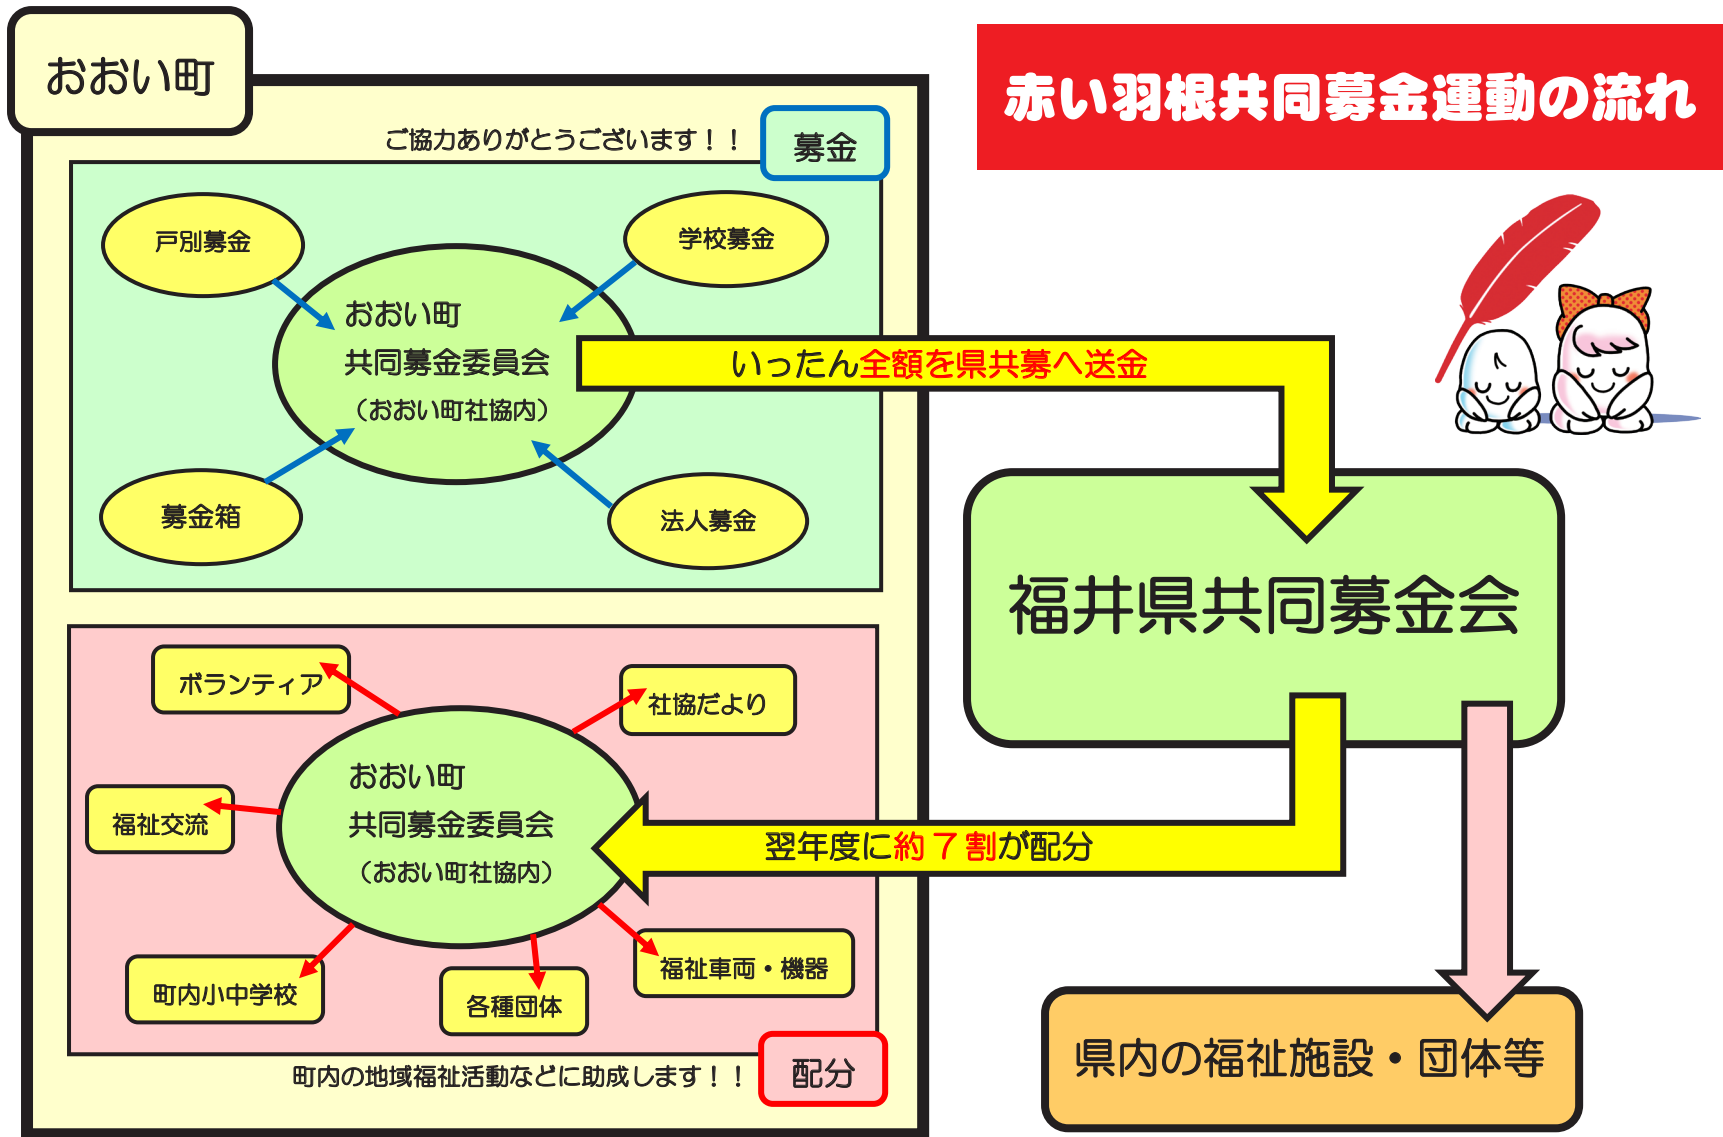 おおい町
赤い羽根共同募金運動の流れ
ご協力ありがとうございます！！
募金
戸別募金
学校募金
おおい町
共同募金委員会
（おおい町社協内）
いったん全額を県共募へ送金
募金箱
法人募金
福井県共同募金会
ボランティア
社協だより
おおい町
共同募金委員会
（おおい町社協内）
福祉交流
翌年度に約７割が配分
町内小中学校
各種団体
福祉車両・機器
配分
町内の地域福祉活動などに助成します！！
県内の福祉施設・団体等